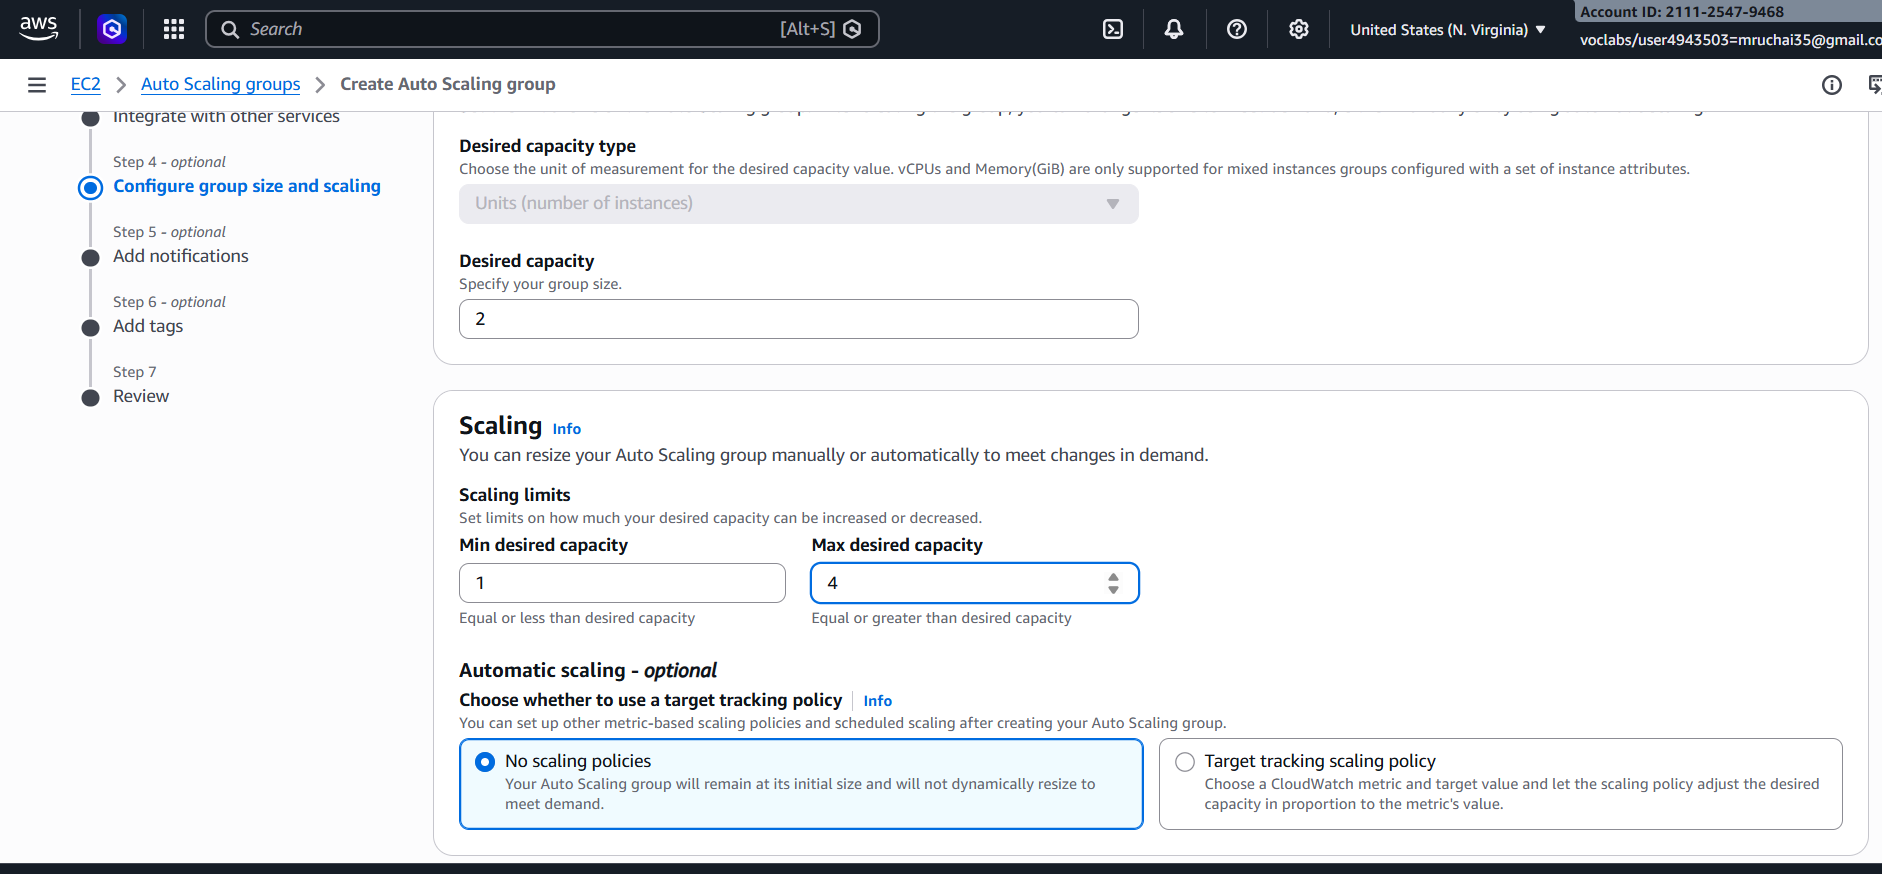 aws
Search
[Alt+S]
United States (N. Virginia) ▼
Account ID: 2111-2547-9468
voclabs/user4943503=mruchai35@gmail.co
EC2 > Auto Scaling groups > Create Auto Scaling group
Integrate with other services
Step 4 - optional
Configure group size and scaling
Step 5 - optional
Add notifications
Step 6 - optional
Add tags
Step 7
Review
Desired capacity type
Choose the unit of measurement for the desired capacity value. vCPUs and Memory(GiB) are only supported for mixed instances groups configured with a set of instance attributes.
Units (number of instances)
Desired capacity
Specify your group size.
2
Scaling Info
You can resize your Auto Scaling group manually or automatically to meet changes in demand.
Scaling limits
Set limits on how much your desired capacity can be increased or decreased.
Min desired capacity
1
Equal or less than desired capacity
Max desired capacity
4
Equal or greater than desired capacity
Automatic scaling - optional
Choose whether to use a target tracking policy Info
You can set up other metric-based scaling policies and scheduled scaling after creating your Auto Scaling group.
No scaling policies
Your Auto Scaling group will remain at its initial size and will not dynamically resize to
meet demand.
Target tracking scaling policy
Choose a CloudWatch metric and target value and let the scaling policy adjust the desired
capacity in proportion to the metric's value.